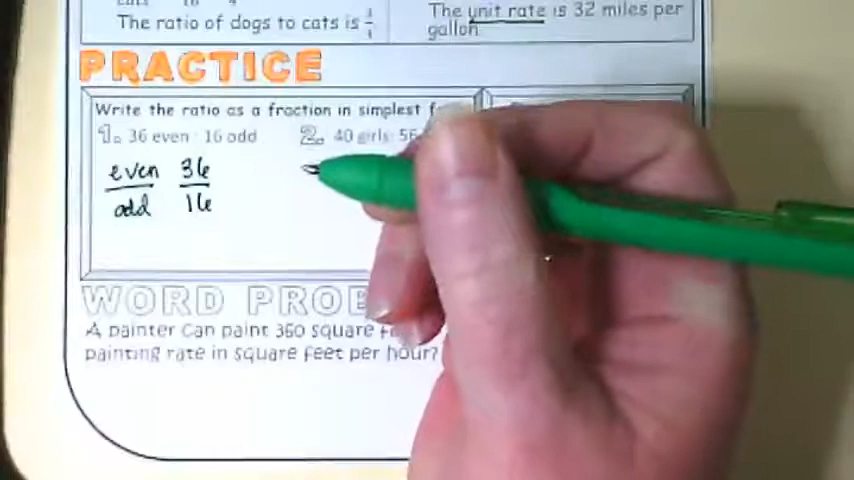 The ratio of dogs to cats is
The unit rate is 32 miles per
gallon
PRACTICE
Write the ratio as a fraction in simplest
1. 36 even : 16 odd
2. 40 girls: 56
even 36
odd 16
WORD
A painter can paint 360 square
painting rate in square feet per hour?